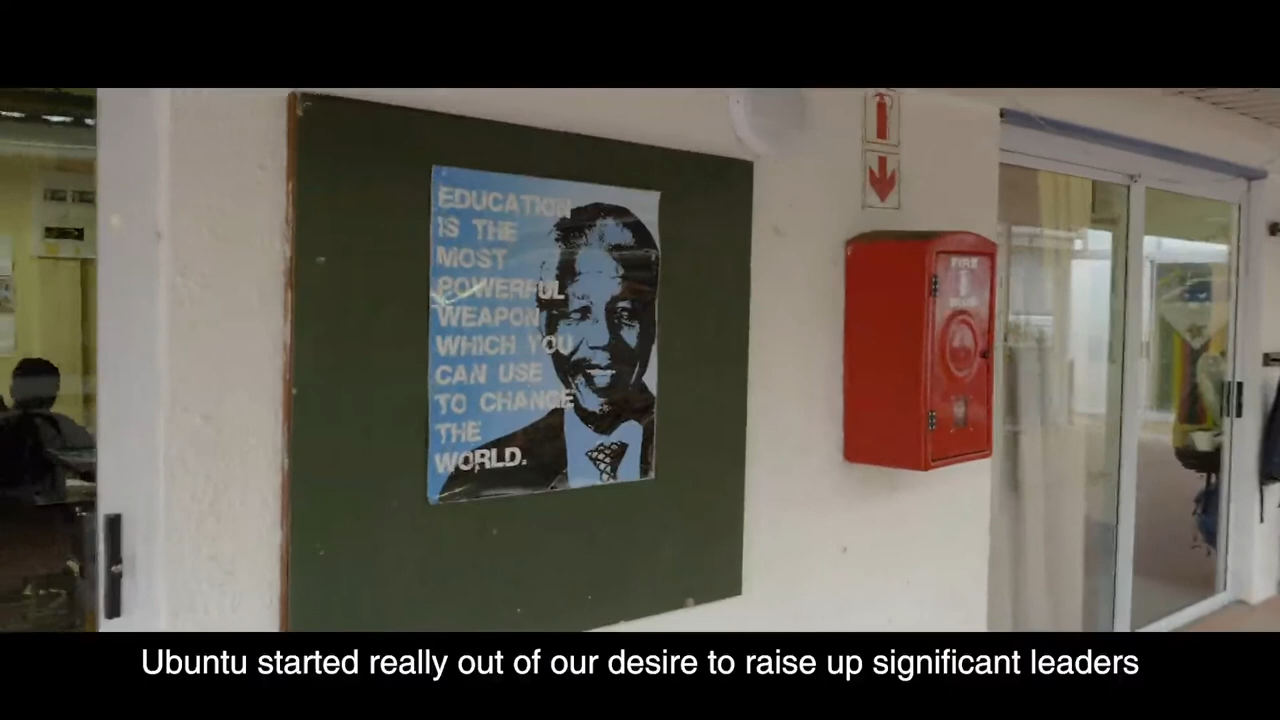 EDUCATION
IS THE
MOST
POWERFUL
WEAPON
WHICH YOU
CAN USE
TO CHANGE
THE
WORLD.
FIRE
Ubuntu started really out of our desire to raise up significant leaders